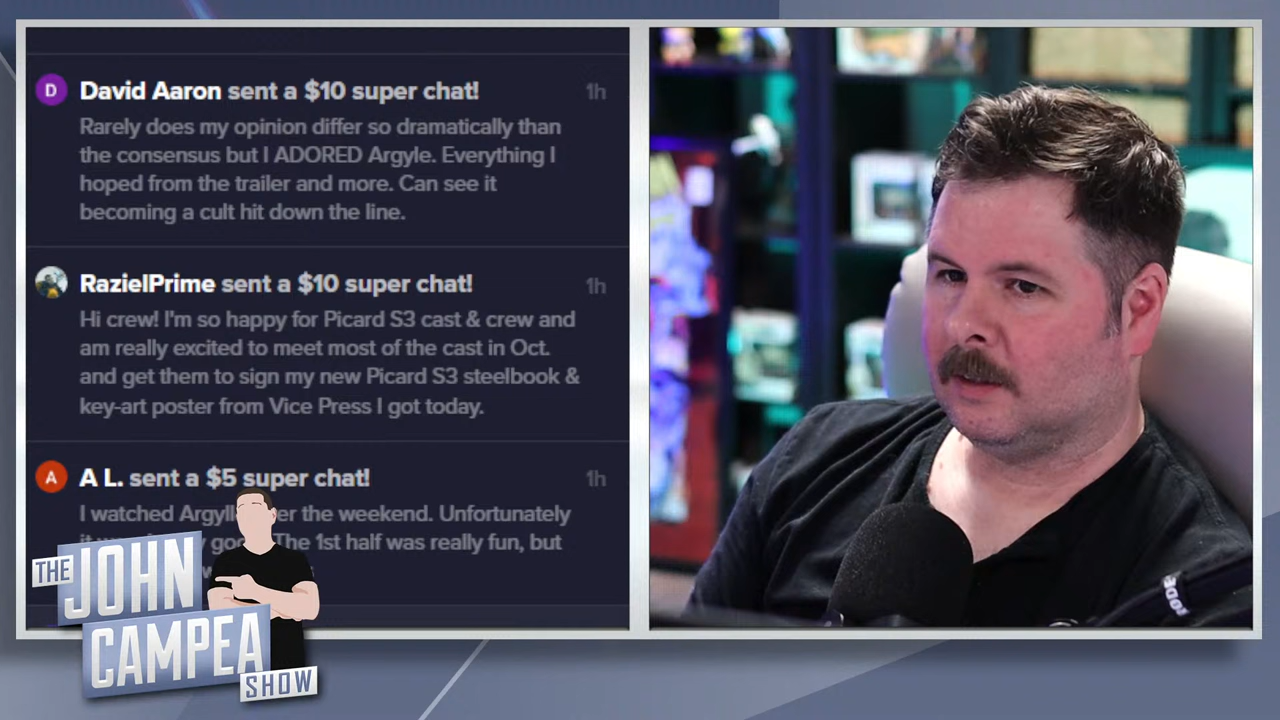 D David Aaron sent a $10 super chat! 1h
Rarely does my opinion differ so dramatically than
the consensus but I ADORED Argyle. Everything I
hoped from the trailer and more. Can see it
becoming a cult hit down the line.
RazielPrime sent a $10 super chat! 1h
Hi crew! I'm so happy for Picard S3 cast & crew and
am really excited to meet most of the cast in Oct.
and get them to sign my new Picard S3 steelbook &
key-art poster from Vice Press I got today.
A A L. sent a $5 super chat! 1h
I watched the weekend. Unfortunately
The 1st half was really fun, but
THE
JOHN
CAMPEA
SHOW